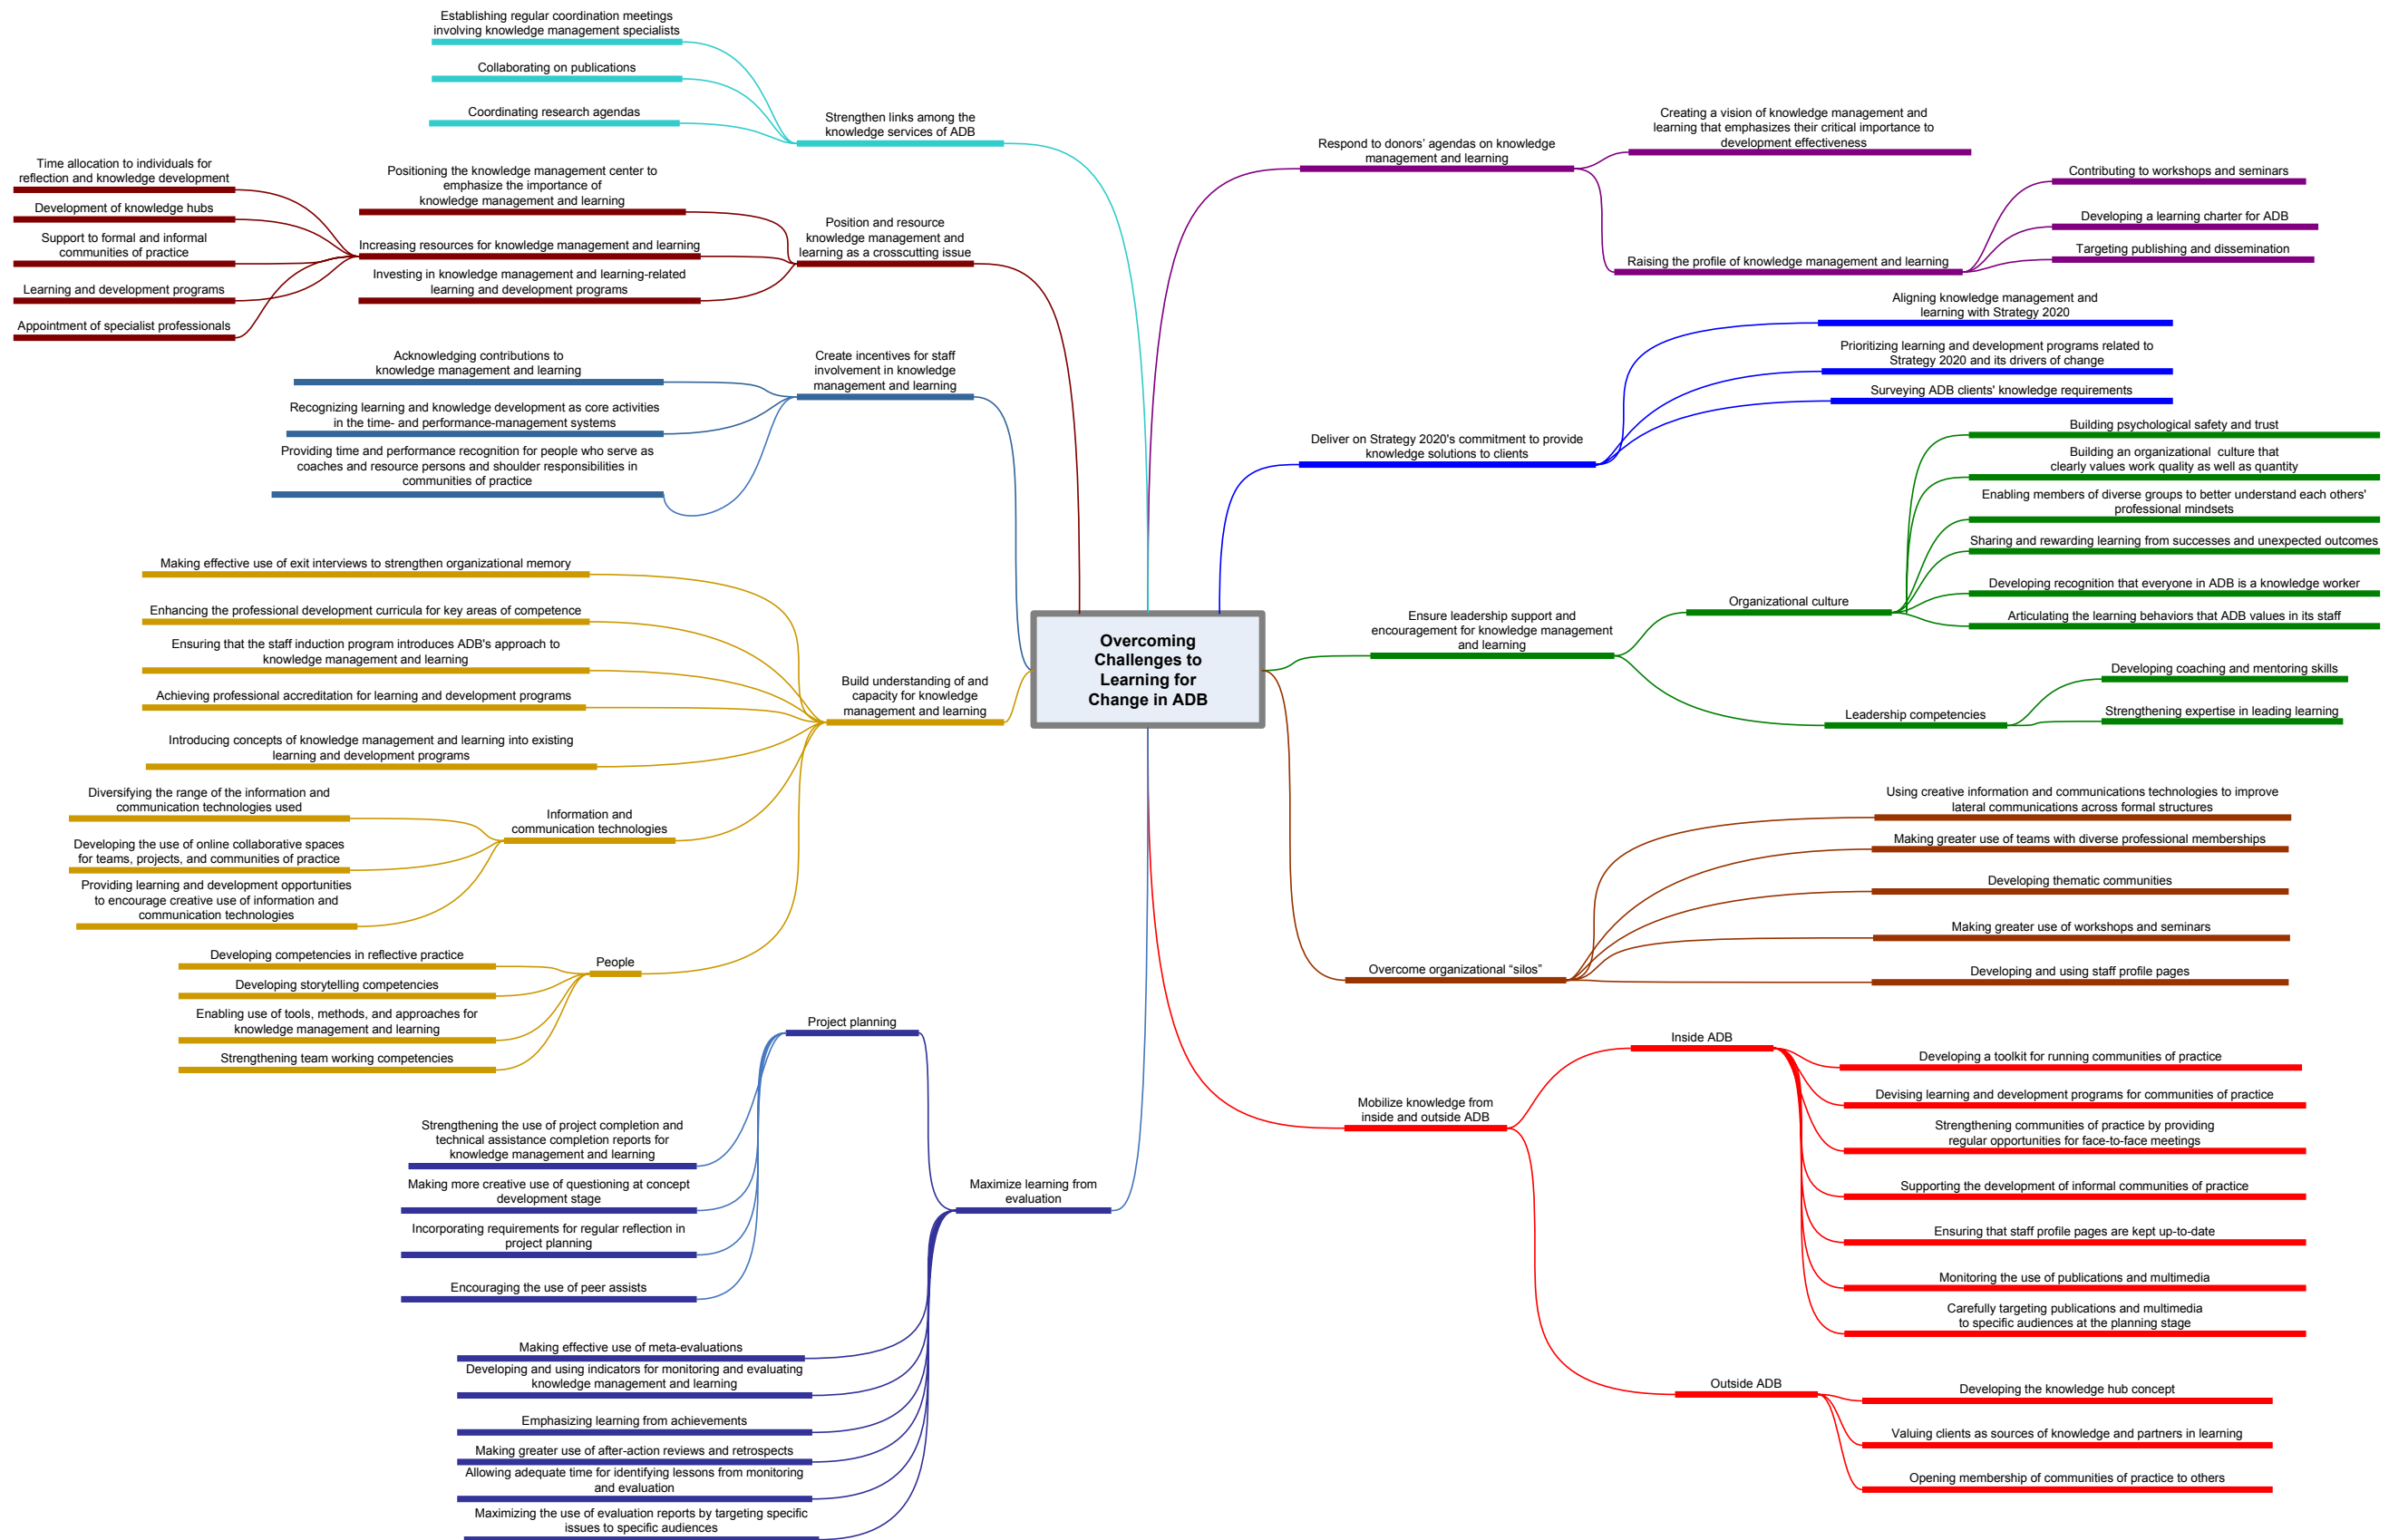 Overcoming
Challenges to
Learning for
Change in ADB
Establishing regular coordination meetings
involving knowledge management specialists
Collaborating on publications
Coordinating research agendas
Strengthen links among the
knowledge services of ADB
Time allocation to individuals for
reflection and knowledge development
Development of knowledge hubs
Support to formal and informal
communities of practice
Learning and development programs
Appointment of specialist professionals
Positioning the knowledge management center to
emphasize the importance of
knowledge management and learning
Increasing resources for knowledge management and learning
Investing in knowledge management and learning-related
learning and development programs
Position and resource
knowledge management and
learning as a crosscutting issue
Acknowledging contributions to
knowledge management and learning
Recognizing learning and knowledge development as core activities
in the time- and performance-management systems
Providing time and performance recognition for people who serve as
coaches and resource persons and shoulder responsibilities in
communities of practice
Create incentives for staff
involvement in knowledge
management and learning
Making effective use of exit interviews to strengthen organizational memory
Enhancing the professional development curricula for key areas of competence
Ensuring that the staff induction program introduces ADB's approach to
knowledge management and learning
Achieving professional accreditation for learning and development programs
Introducing concepts of knowledge management and learning into existing
learning and development programs
Build understanding of and
capacity for knowledge
management and learning
Diversifying the range of the information and
communication technologies used
Developing the use of online collaborative spaces
for teams, projects, and communities of practice
Providing learning and development opportunities
to encourage creative use of information and
communication technologies
Information and
communication technologies
Developing competencies in reflective practice
Developing storytelling competencies
Enabling use of tools, methods, and approaches for
knowledge management and learning
Strengthening team working competencies
People
Project planning
Strengthening the use of project completion and
technical assistance completion reports for
knowledge management and learning
Making more creative use of questioning at concept
development stage
Incorporating requirements for regular reflection in
project planning
Encouraging the use of peer assists
Maximize learning from
evaluation
Making effective use of meta-evaluations
Developing and using indicators for monitoring and evaluating
knowledge management and learning
Emphasizing learning from achievements
Making greater use of after-action reviews and retrospects
Allowing adequate time for identifying lessons from monitoring
and evaluation
Maximizing the use of evaluation reports by targeting specific
issues to specific audiences
Respond to donors' agendas on knowledge
management and learning
Creating a vision of knowledge management and
learning that emphasizes their critical importance to
development effectiveness
Raising the profile of knowledge management and learning
Contributing to workshops and seminars
Developing a learning charter for ADB
Targeting publishing and dissemination
Deliver on Strategy 2020's commitment to provide
knowledge solutions to clients
Aligning knowledge management and
learning with Strategy 2020
Prioritizing learning and development programs related to
Strategy 2020 and its drivers of change
Surveying ADB clients' knowledge requirements
Ensure leadership support and
encouragement for knowledge management
and learning
Organizational culture
Building psychological safety and trust
Building an organizational culture that
clearly values work quality as well as quantity
Enabling members of diverse groups to better understand each others'
professional mindsets
Sharing and rewarding learning from successes and unexpected outcomes
Developing recognition that everyone in ADB is a knowledge worker
Articulating the learning behaviors that ADB values in its staff
Leadership competencies
Developing coaching and mentoring skills
Strengthening expertise in leading learning
Overcome organizational “silos”
Using creative information and communications technologies to improve
lateral communications across formal structures
Making greater use of teams with diverse professional memberships
Developing thematic communities
Making greater use of workshops and seminars
Developing and using staff profile pages
Mobilize knowledge from
inside and outside ADB
Inside ADB
Developing a toolkit for running communities of practice
Devising learning and development programs for communities of practice
Strengthening communities of practice by providing
regular opportunities for face-to-face meetings
Supporting the development of informal communities of practice
Ensuring that staff profile pages are kept up-to-date
Monitoring the use of publications and multimedia
Carefully targeting publications and multimedia
to specific audiences at the planning stage
Outside ADB
Developing the knowledge hub concept
Valuing clients as sources of knowledge and partners in learning
Opening membership of communities of practice to others